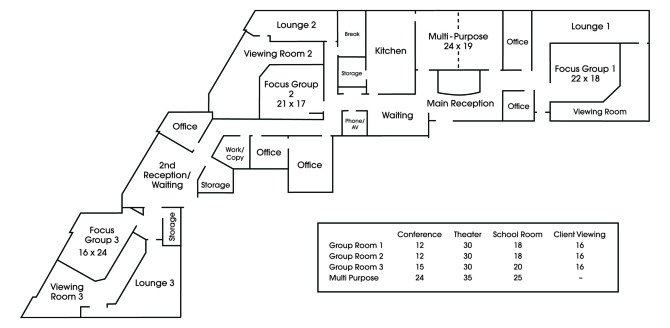 Lounge 2
Break
Kitchen
Multi-Purpose
24 x 19
Office
Lounge 1
Viewing Room 2
Storage
Focus Group
2
21 x 17
Focus Group 1
22 x 18
Main Reception
Office
Viewing Room
Waiting
Phone/
AV
Office
Work/
Copy
Office
Office
2nd
Reception/
Waiting
Storage
Storage
Focus
Group 3
16 x 24
Viewing
Room 3
Lounge 3
Conference Theater School Room Client Viewing
Group Room 1 12 30 18 16
Group Room 2 12 30 18 16
Group Room 3 15 30 20 16
Multi Purpose 24 35 25 -